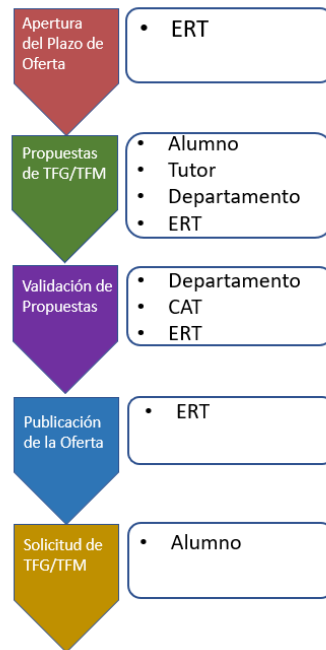 Apertura
del Plazo de
Oferta
• ERT
Propuestas
de TFG/TFM
• Alumno
• Tutor
• Departamento
• ERT
Validación de
Propuestas
• Departamento
• CAT
• ERT
Publicación
de la Oferta
• ERT
Solicitud de
TFG/TFM
• Alumno